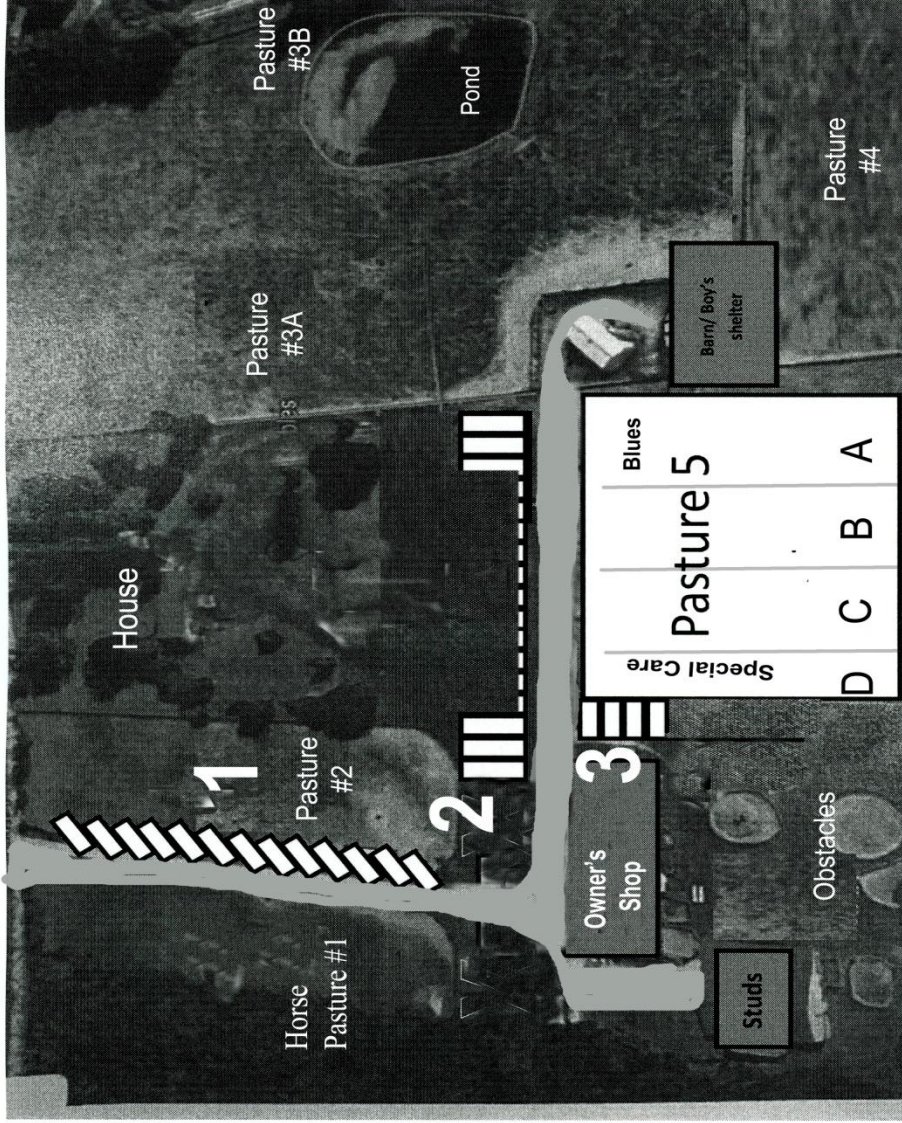 Pasture
#3B
Pond
Pasture
#4
Pasture
#3A
Barn/ Boy's
shelter
House
Blues
Pasture 5
A
B
C
D
Special Care
1
Pasture
#2
2
3
Owner's
Shop
Obstacles
Horse
Pasture #1
Studs